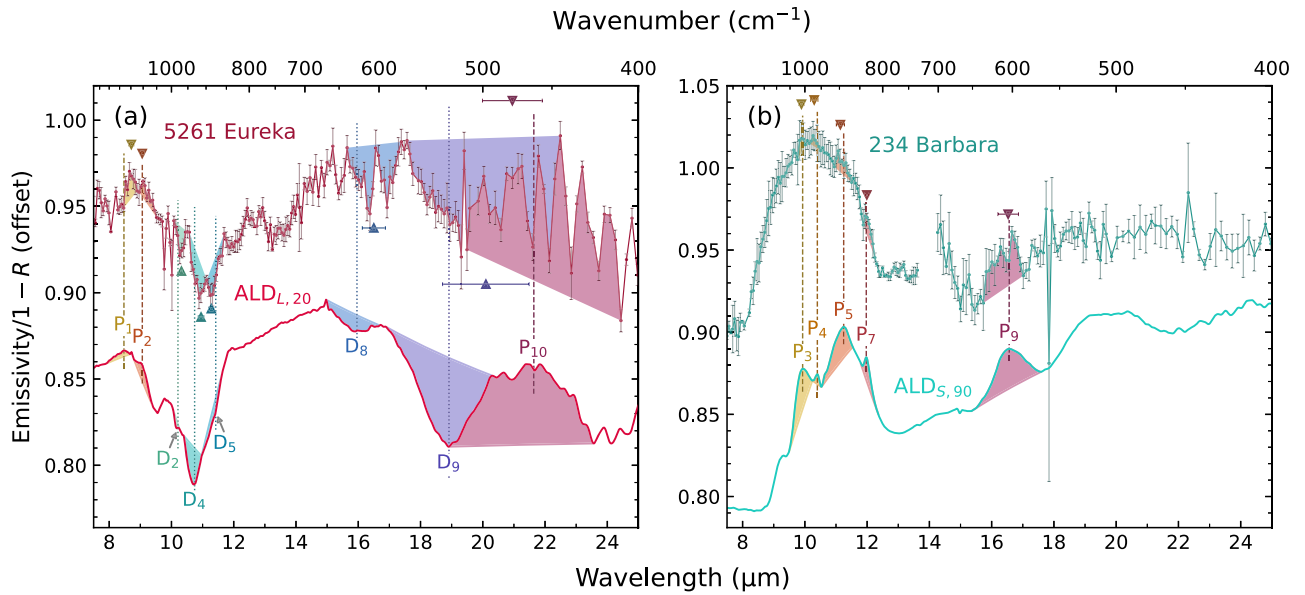 Wavenumber (cm⁻¹)
1000 800 700 600 500 400
1000 800 700 600 500 400
Emissivity/1 − R (offset)
1.00
0.95
0.90
0.85
0.80
(a)
5261 Eureka
P₁
P₂
ALD_L,20
D₈
P₁₀
D₂
D₄
D₅
D₉
8 10 12 14 16 18 20 22 24
1.05
1.00
0.95
0.90
0.85
0.80
(b)
234 Barbara
P₃
P₄
P₅
P₇
P₉
ALD_S,90
8 10 12 14 16 18 20 22 24
Wavelength (μm)